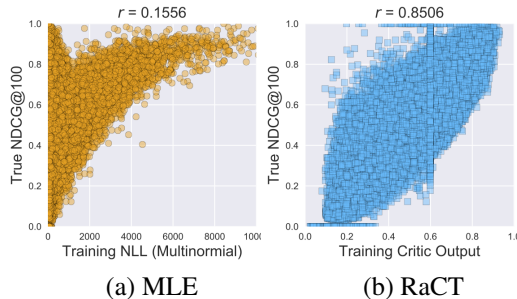 r = 0.1556
True NDCG@100
1.0
0.8
0.6
0.4
0.2
0.0
0 2000 4000 6000 8000 1000
Training NLL (Multinormial)
(a) MLE
r = 0.8506
True NDCG@100
1.0
0.8
0.6
0.4
0.2
0.0
0.0 0.2 0.4 0.6 0.8 1.0
Training Critic Output
(b) RaCT